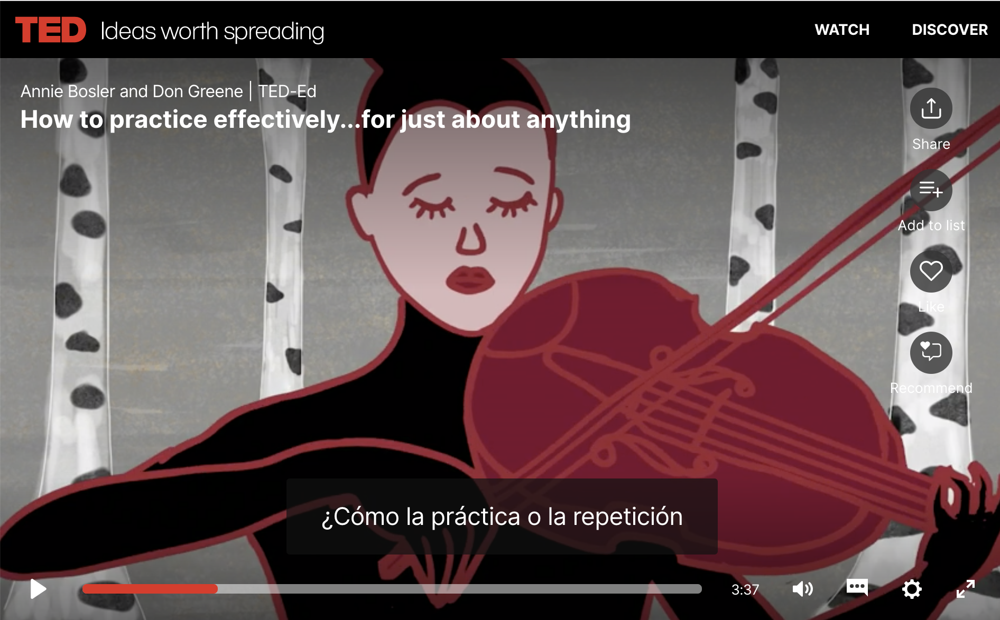 TED Ideas worth spreading
WATCH
DISCOVER
Annie Bosler and Don Greene | TED-Ed
How to practice effectively...for just about anything
Share
Add to list
Like
Recommend
¿Cómo la práctica o la repetición
3:37